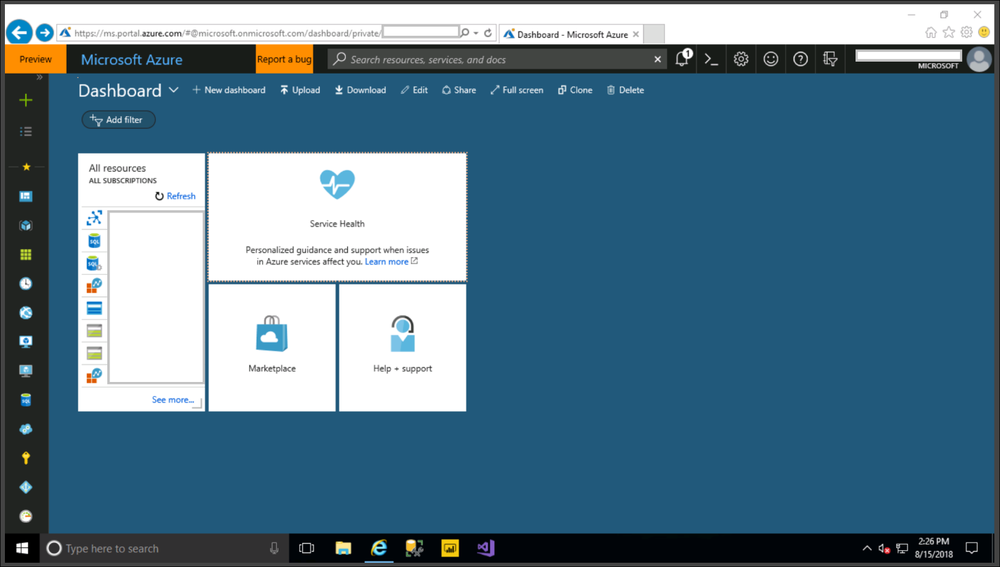 https://ms.portal.azure.com/#@microsoft.onmicrosoft.com/dashboard/private/
Dashboard - Microsoft Azure
Preview
Microsoft Azure
Report a bug
Search resources, services, and docs
1
MICROSOFT
Dashboard
New dashboard
Upload
Download
Edit
Share
Full screen
Clone
Delete
Add filter
All resources
ALL SUBSCRIPTIONS
Refresh
SQL
SQL
See more...
Service Health
Personalized guidance and support when issues
in Azure services affect you. Learn more
Marketplace
Help + support
SQL
Type here to search
2:26 PM
8/15/2018